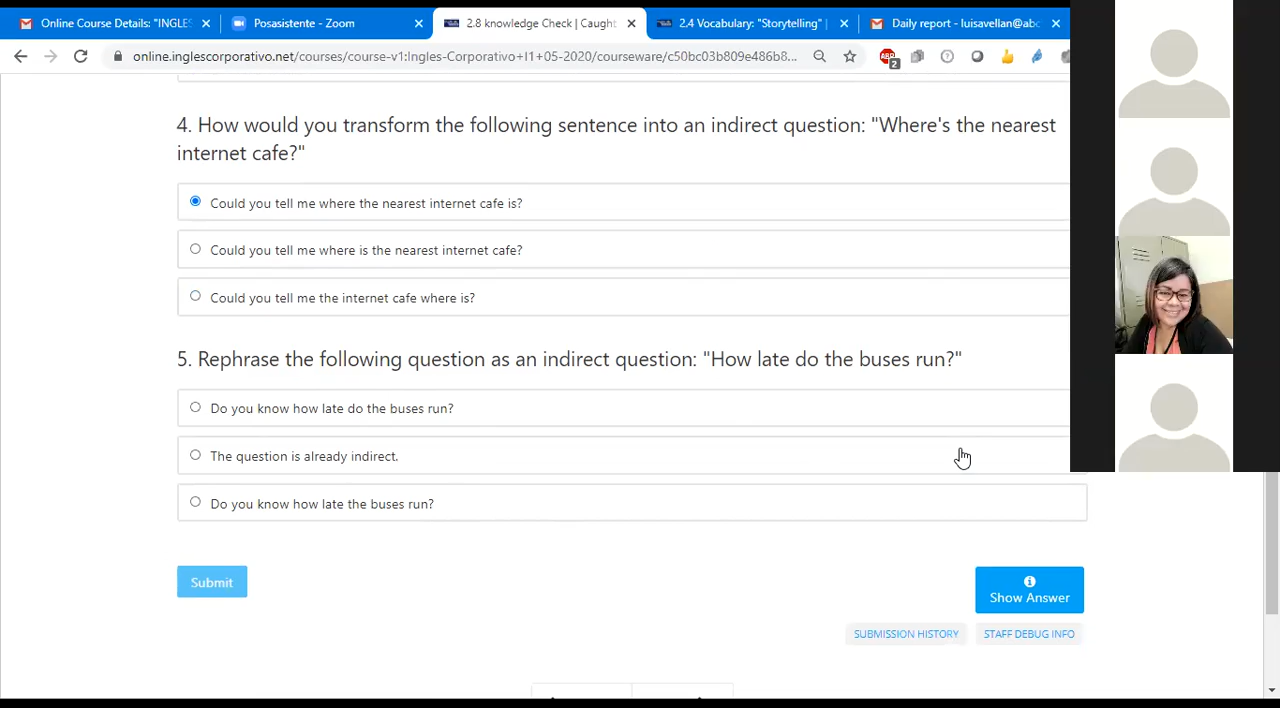 Online Course Details: "INGLES
Posasistente - Zoom
2.8 knowledge Check | Caught
2.4 Vocabulary: "Storytelling" |
Daily report - luisavellan@abc
online.inglescorporativo.net/courses/course-v1:Ingles-Corporativo+I1+05-2020/courseware/c50bc03b809e486b8...
2
4. How would you transform the following sentence into an indirect question: "Where's the nearest
internet cafe?"
Could you tell me where the nearest internet cafe is?
Could you tell me where is the nearest internet cafe?
Could you tell me the internet cafe where is?
5. Rephrase the following question as an indirect question: "How late do the buses run?"
Do you know how late do the buses run?
The question is already indirect.
Do you know how late the buses run?
Submit
Show Answer
SUBMISSION HISTORY
STAFF DEBUG INFO